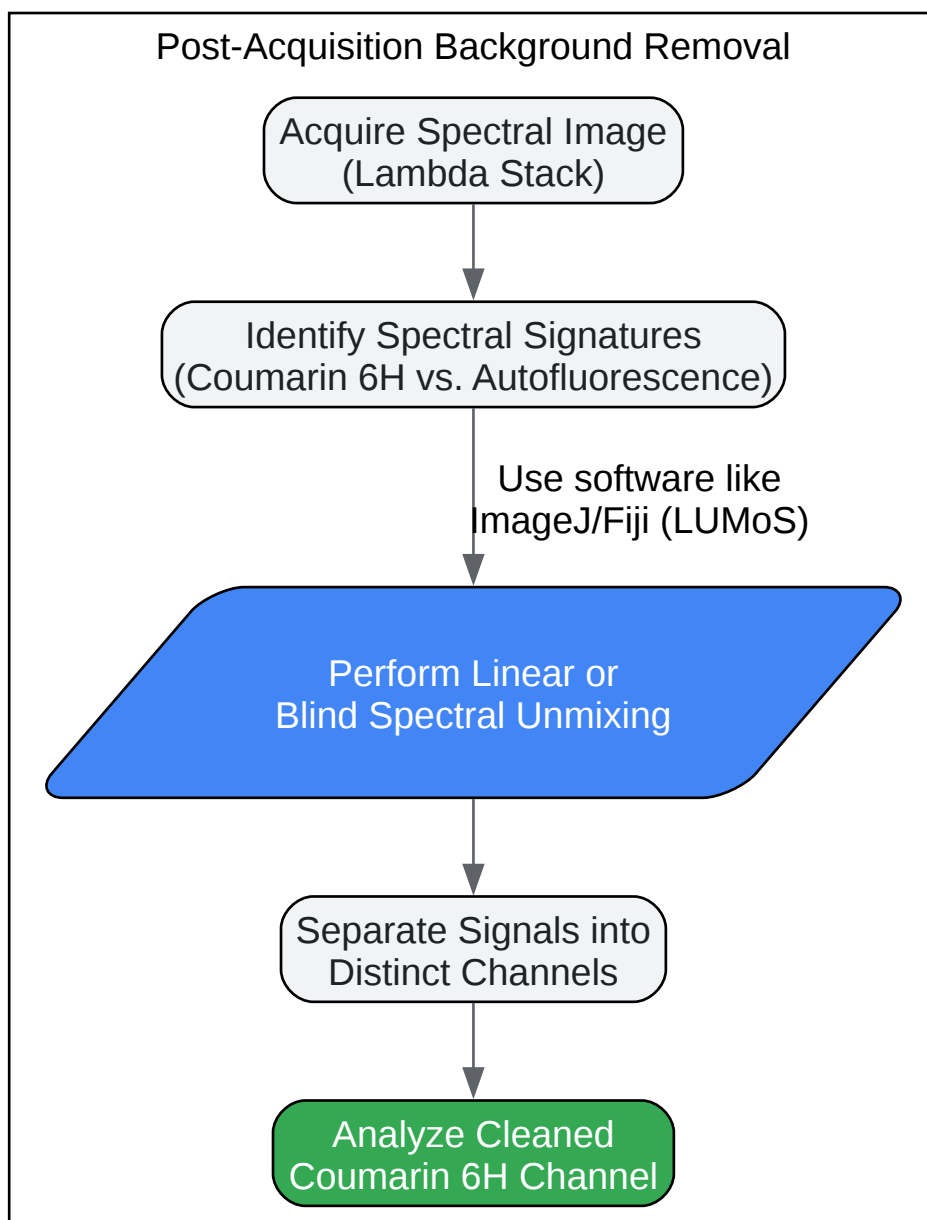 Post-Acquisition Background Removal
Acquire Spectral Image
(Lambda Stack)
Identify Spectral Signatures
(Coumarin 6H vs. Autofluorescence)
Use software like
ImageJ/Fiji (LUMoS)
Perform Linear or
Blind Spectral Unmixing
Separate Signals into
Distinct Channels
Analyze Cleaned
Coumarin 6H Channel